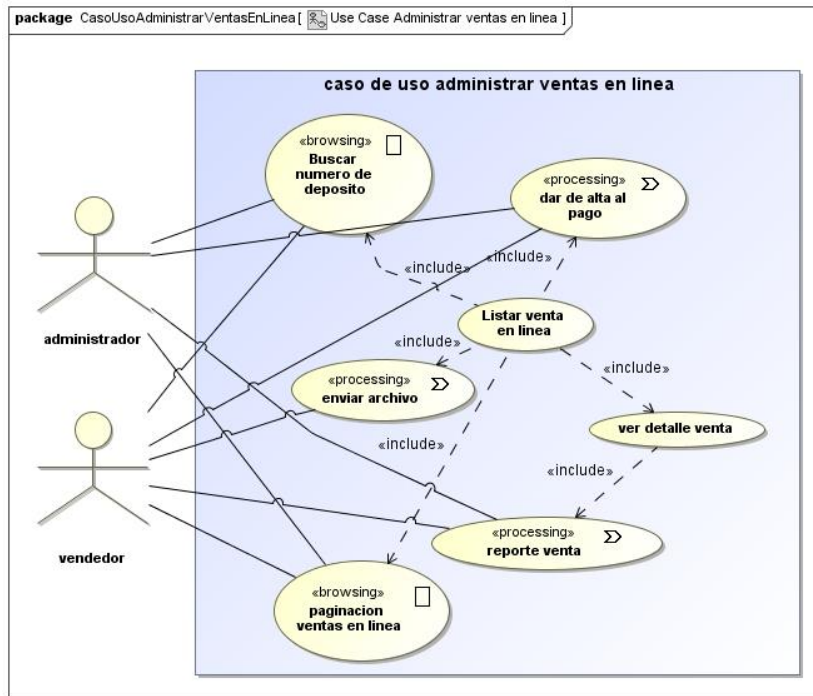 package CasoUsoAdministrarVentasEnLinea[ Use Case Administrar ventas en linea ]
caso de uso administrar ventas en linea
«browsing»
Buscar
numero de
deposito
«processing»
dar de alta al
pago
«include»
«include»
administrador
Listar venta
en linea
«include»
«include»
«processing»
enviar archivo
ver detalle venta
«include»
«include»
vendedor
«processing»
reporte venta
«browsing»
paginacion
ventas en linea